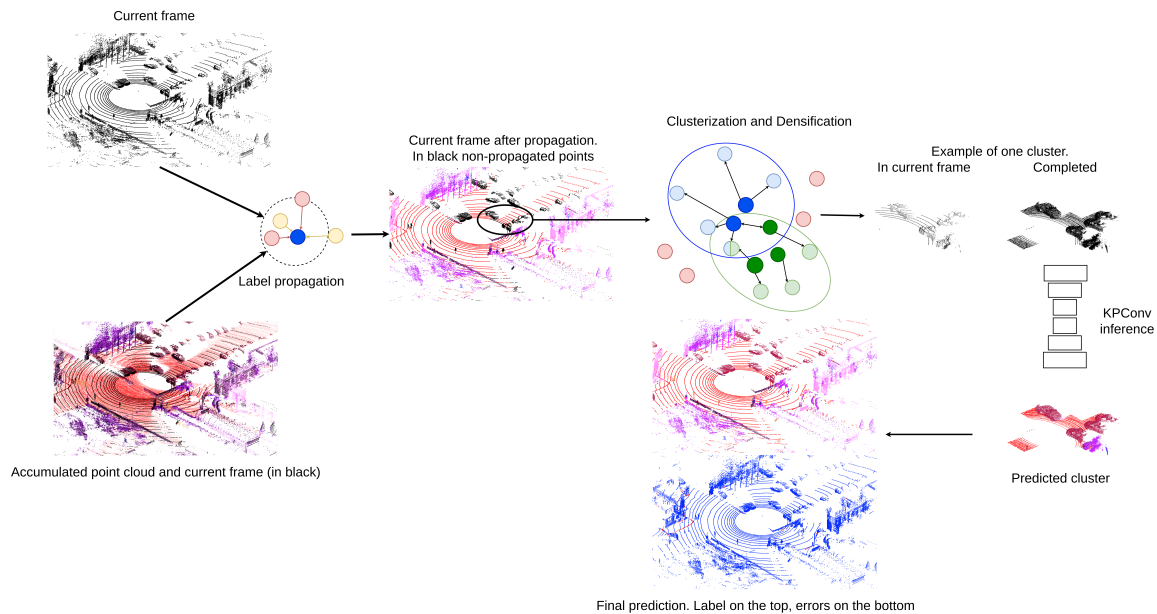 Current frame
Label propagation
Accumulated point cloud and current frame (in black)
Current frame after propagation.
In black non-propagated points
Clusterization and Densification
Example of one cluster.
In current frame
Completed
KPConv
inference
Predicted cluster
Final prediction. Label on the top, errors on the bottom